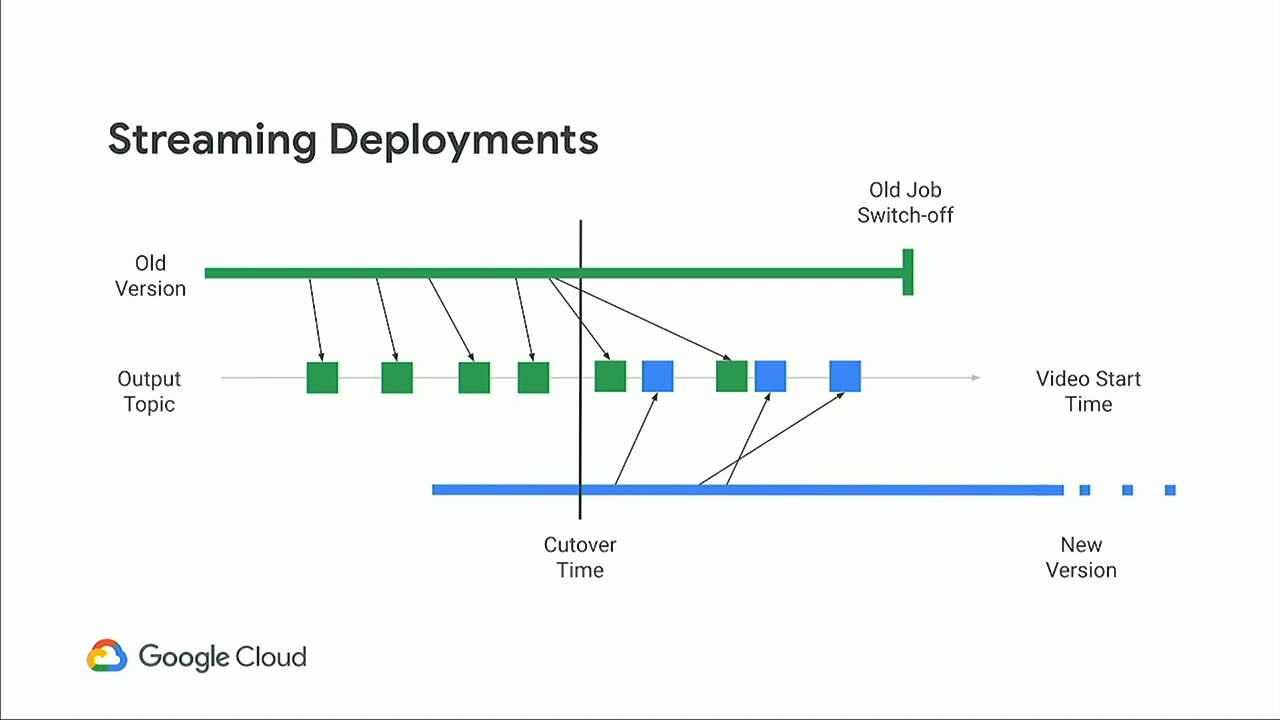 Streaming Deployments
Old Job
Switch-off
Old
Version
Output
Topic
Video Start
Time
Cutover
Time
New
Version
Google Cloud